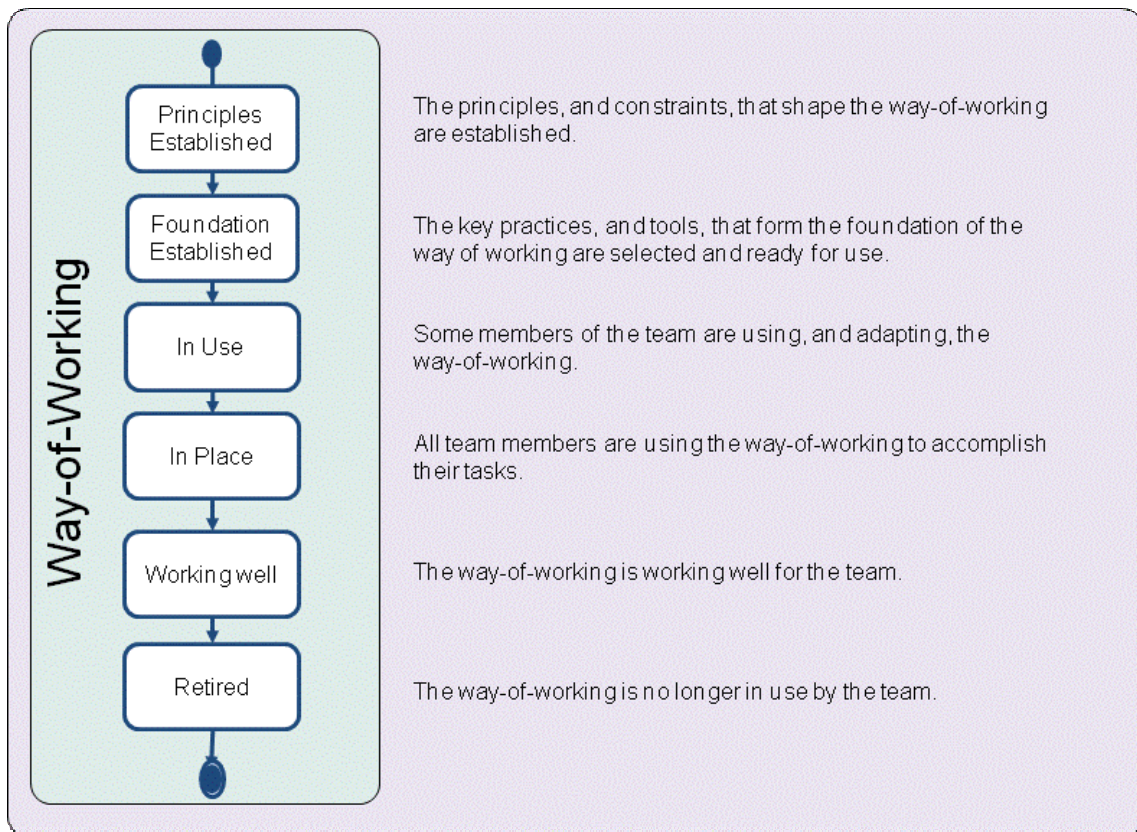 Way-of-Working
Principles
Established
The principles, and constraints, that shape the way-of-working
are established.
Foundation
Established
The key practices, and tools, that form the foundation of the
way of working are selected and ready for use.
In Use
Some members of the team are using, and adapting, the
way-of-working.
In Place
All team members are using the way-of-working to accomplish
their tasks.
Working well
The way-of-working is working well for the team.
Retired
The way-of-working is no longer in use by the team.